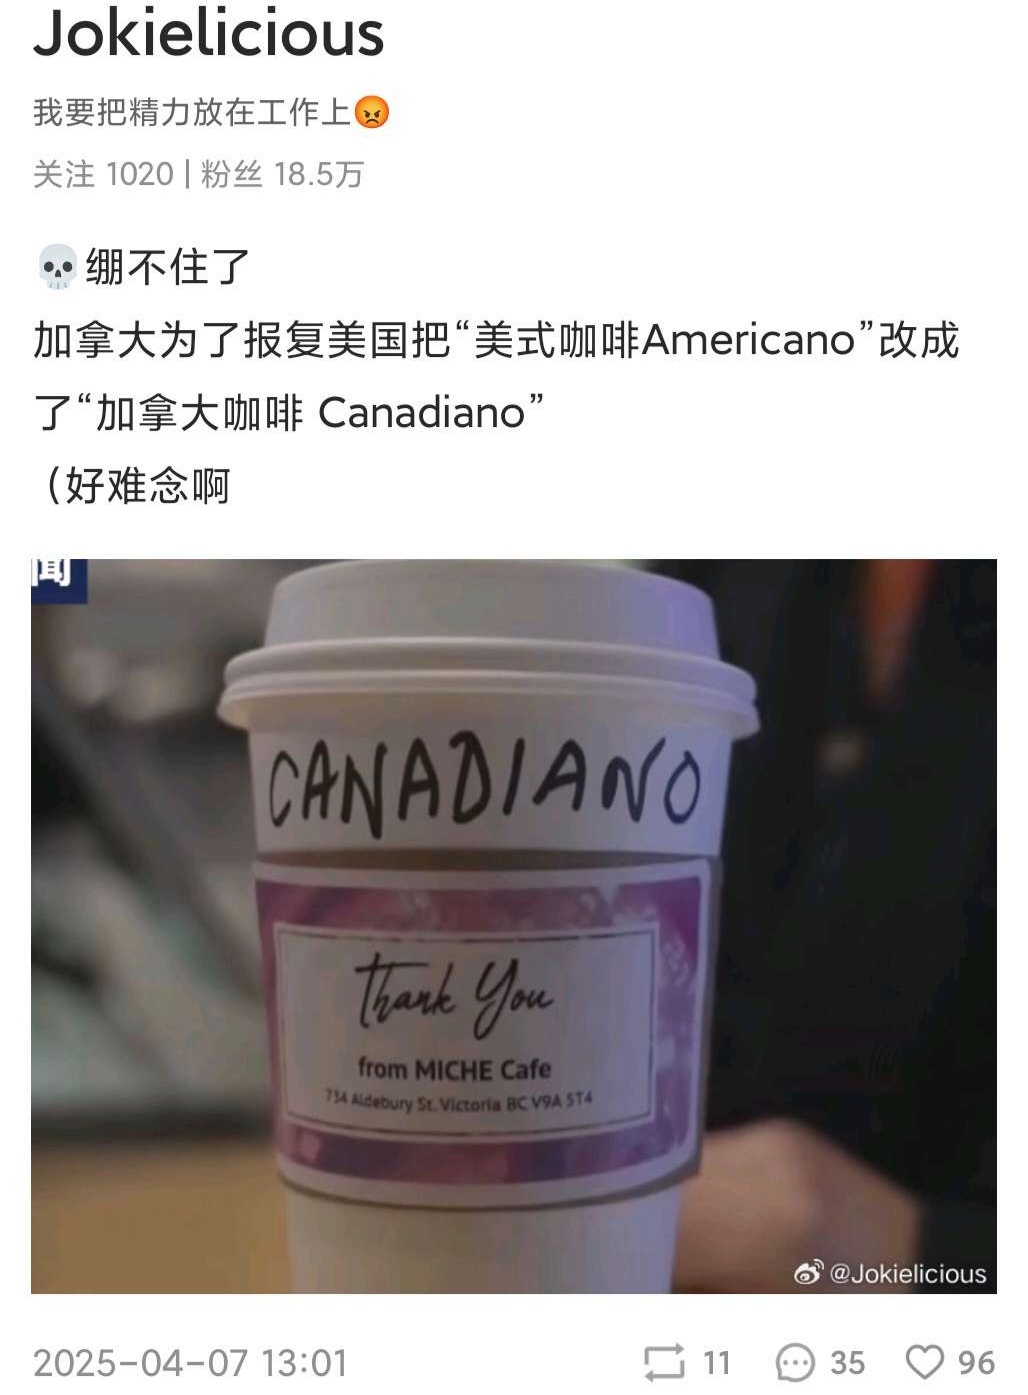 Jokielicious
我要把精力放在工作上😡
关注 1020 | 粉丝 18.5万
💀绷不住了
加拿大为了报复美国把“美式咖啡Americano”改成
了“加拿大咖啡 Canadiano”
（好难念啊
闻
CANADIANO
Thank You
from MICHE Cafe
734 Aldebury St. Victoria BC V9A 5T4
@Jokielicious
2025-04-07 13:01
11
35
96